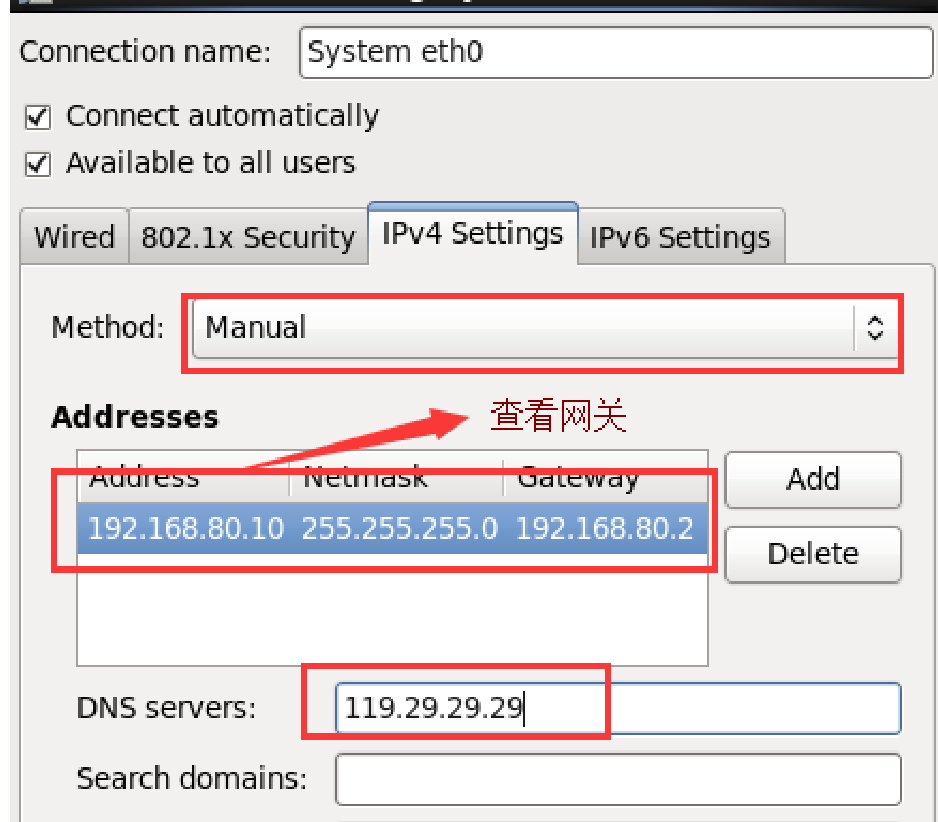 Connection name: System eth0
Connect automatically
Available to all users
Wired 802.1x Security IPv4 Settings IPv6 Settings
Method: Manual
Addresses 查看网关
Address Netmask Gateway Add
192.168.80.10 255.255.255.0 192.168.80.2
Delete
DNS servers: 119.29.29.29
Search domains: